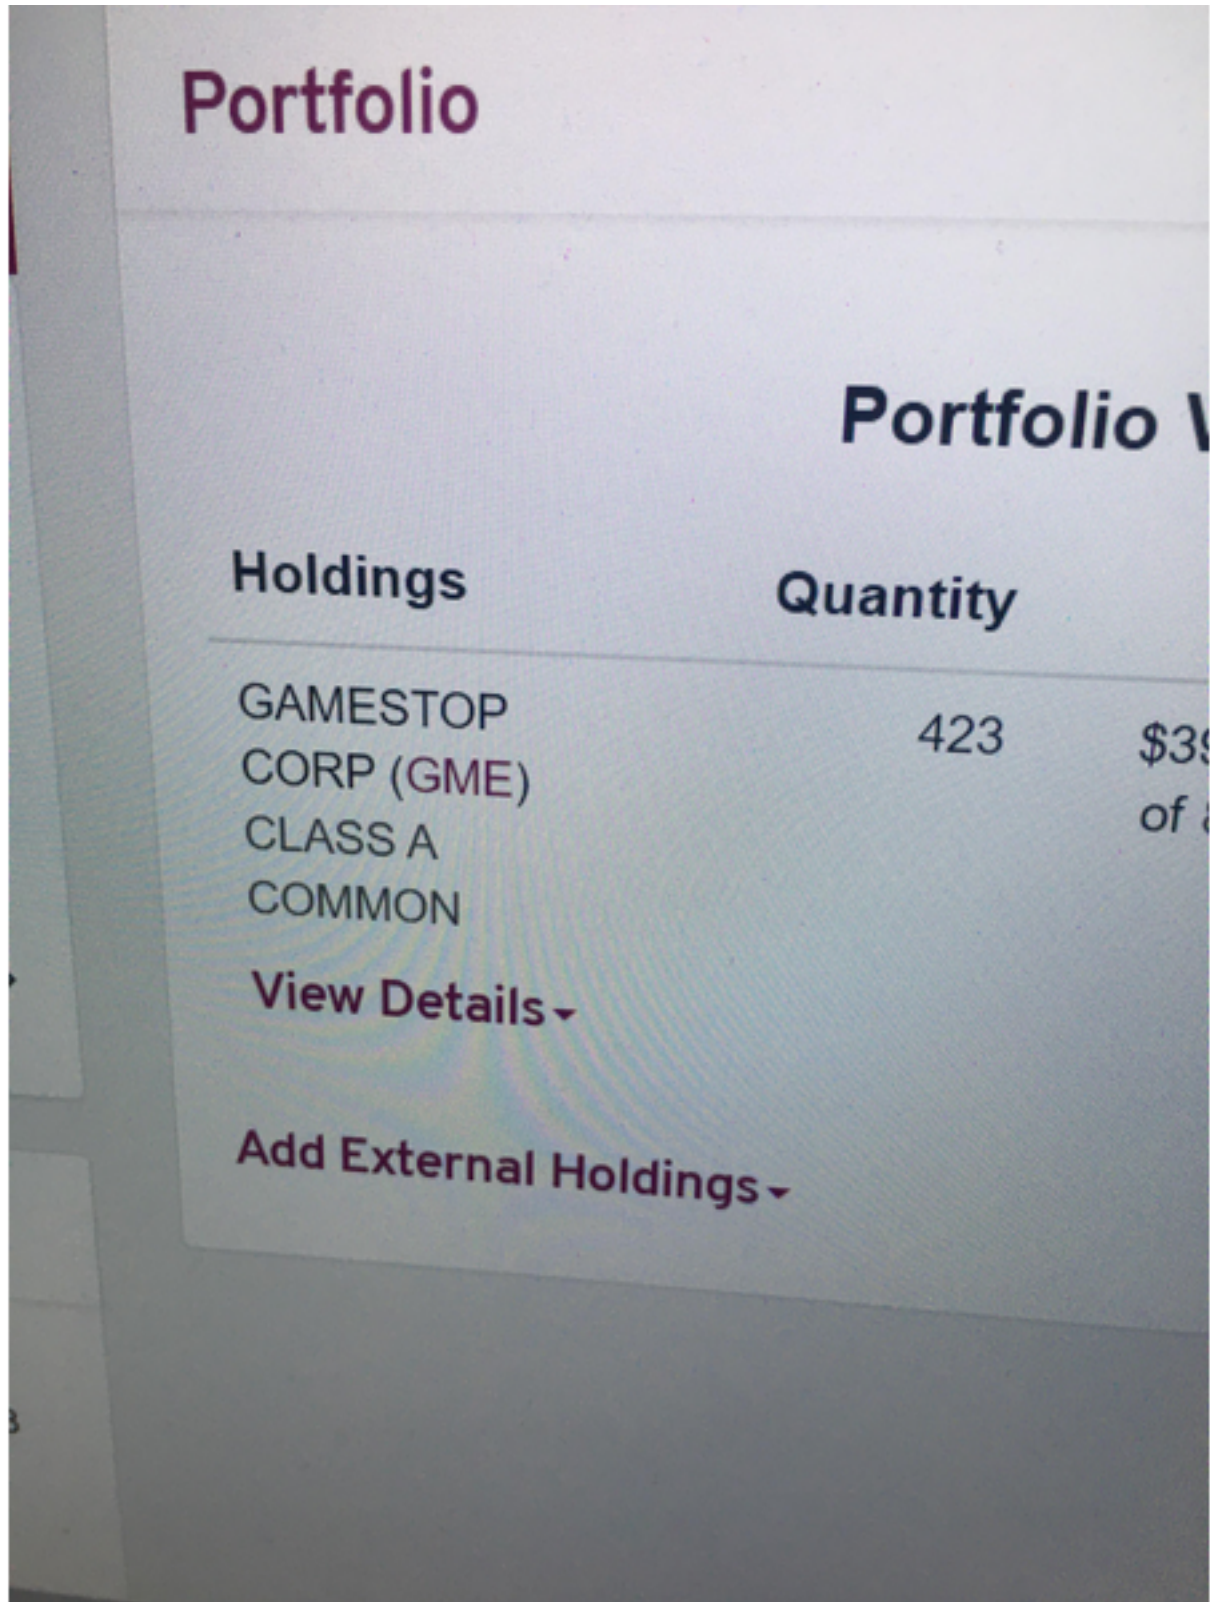 Portfolio
Portfolio
Holdings Quantity
GAMESTOP 423
CORP (GME) of
CLASS A
COMMON
View Details
Add External Holdings